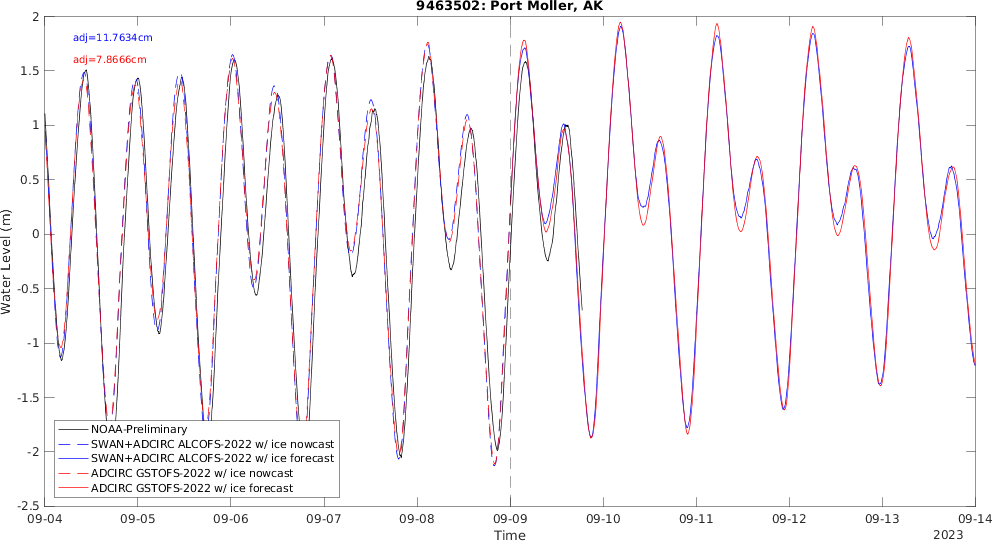 9463502: Port Moller, AK
adj=11.7634cm
adj=7.8666cm
2
1.5
1
0.5
0
-0.5
-1
-1.5
-2
-2.5
Water Level (m)
NOAA-Preliminary
SWAN+ADCIRC ALCOFS-2022 w/ ice nowcast
SWAN+ADCIRC ALCOFS-2022 w/ ice forecast
ADCIRC GSTOFS-2022 w/ ice nowcast
ADCIRC GSTOFS-2022 w/ ice forecast
09-04 09-05 09-06 09-07 09-08 09-09 09-10 09-11 09-12 09-13 09-14
Time
2023